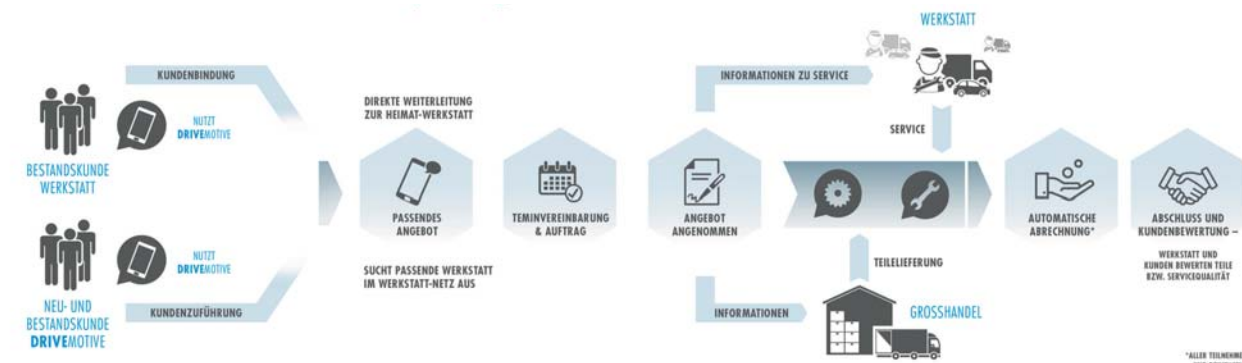 KUNDENBINDUNG
NUTZT
DRIVEMOTIVE
BESTANDSKUNDE
WERKSTATT
NUTZT
DRIVEMOTIVE
NEU- UND
BESTANDSKUNDE
DRIVEMOTIVE
KUNDENZUFÜHRUNG
DIREKTE WEITERLEITUNG
ZUR HEIMAT-WERKSTATT
PASSENDES
ANGEBOT
SUCHT PASSENDE WERKSTATT
IM WERKSTATT-NETZ AUS
TEMINVEREINBARUNG
& AUFTRAG
ANGEBOT
ANGENOMMEN
INFORMATIONEN ZU SERVICE
WERKSTATT
SERVICE
TEILELIEFERUNG
INFORMATIONEN
GROSSHANDEL
AUTOMATISCHE
ABRECHNUNG*
ABSCHLUSS UND
KUNDENBEWERTUNG –
WERKSTATT UND
KUNDEN BEWERTEN TEILE
BZW. SERVICEQUALITÄT
*ALLER TEILNEHME